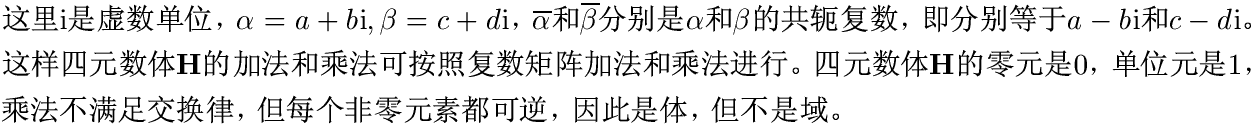 这里i是虚数单位，α = a + bi, β = c + di，α̅和β̅分别是α和β的共轭复数，即分别等于a − bi和c − di。
这样四元数体H的加法和乘法可按照复数矩阵加法和乘法进行。四元数体H的零元是0，单位元是1，
乘法不满足交换律，但每个非零元素都可逆，因此是体，但不是域。